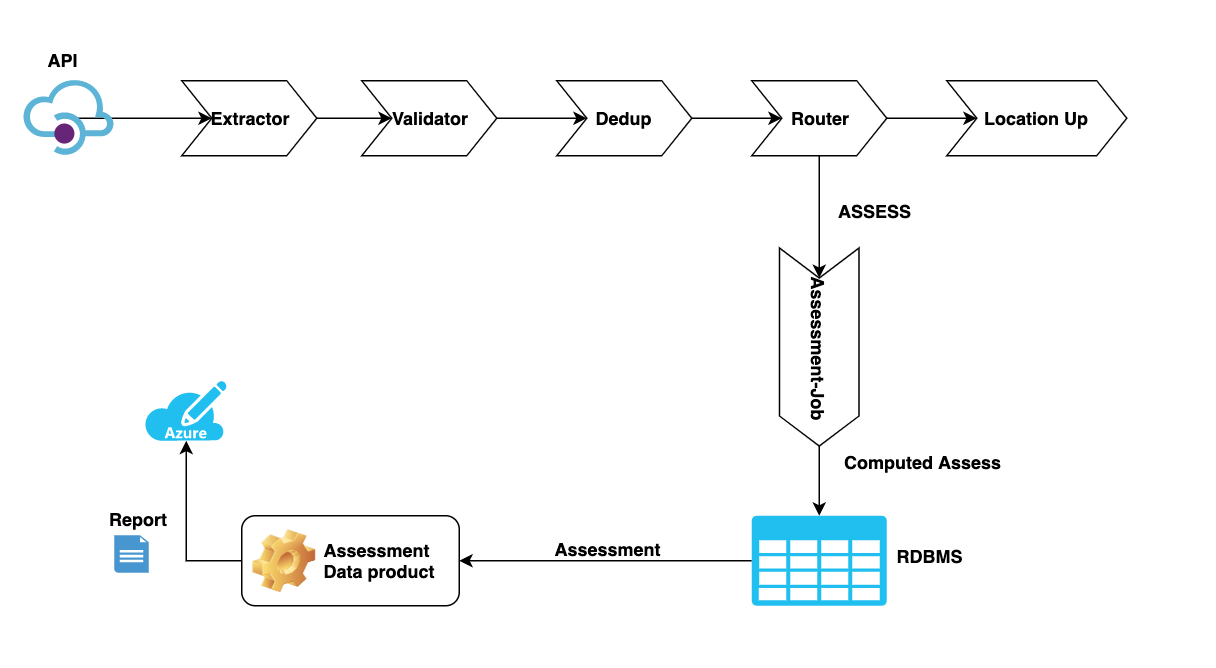 API
Extractor
Validator
Dedup
Router
Location Up
ASSESS
Assessment-Job
Computed Assess
Azure
Report
Assessment
Data product
Assessment
RDBMS